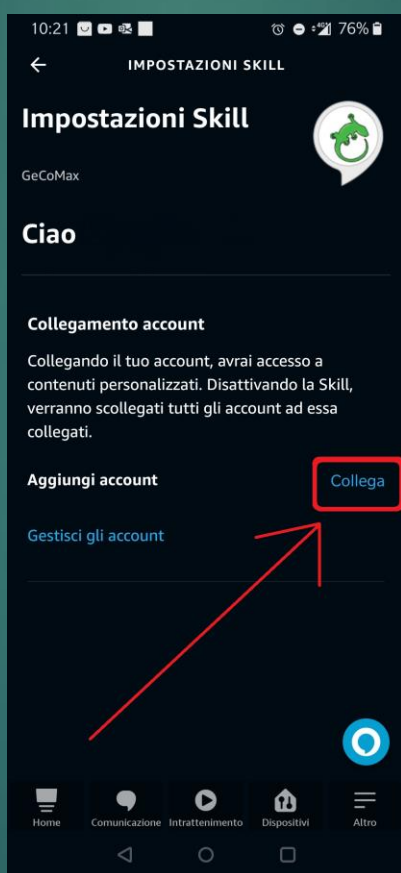 10:21
76%
IMPOSTAZIONI SKILL
Impostazioni Skill
GeCoMax
Ciao
Collegamento account
Collegando il tuo account, avrai accesso a
contenuti personalizzati. Disattivando la Skill,
verranno scollegati tutti gli account ad essa
collegati.
Aggiungi account Collega
Gestisci gli account
Home Comunicazione Intrattenimento Dispositivi Altro